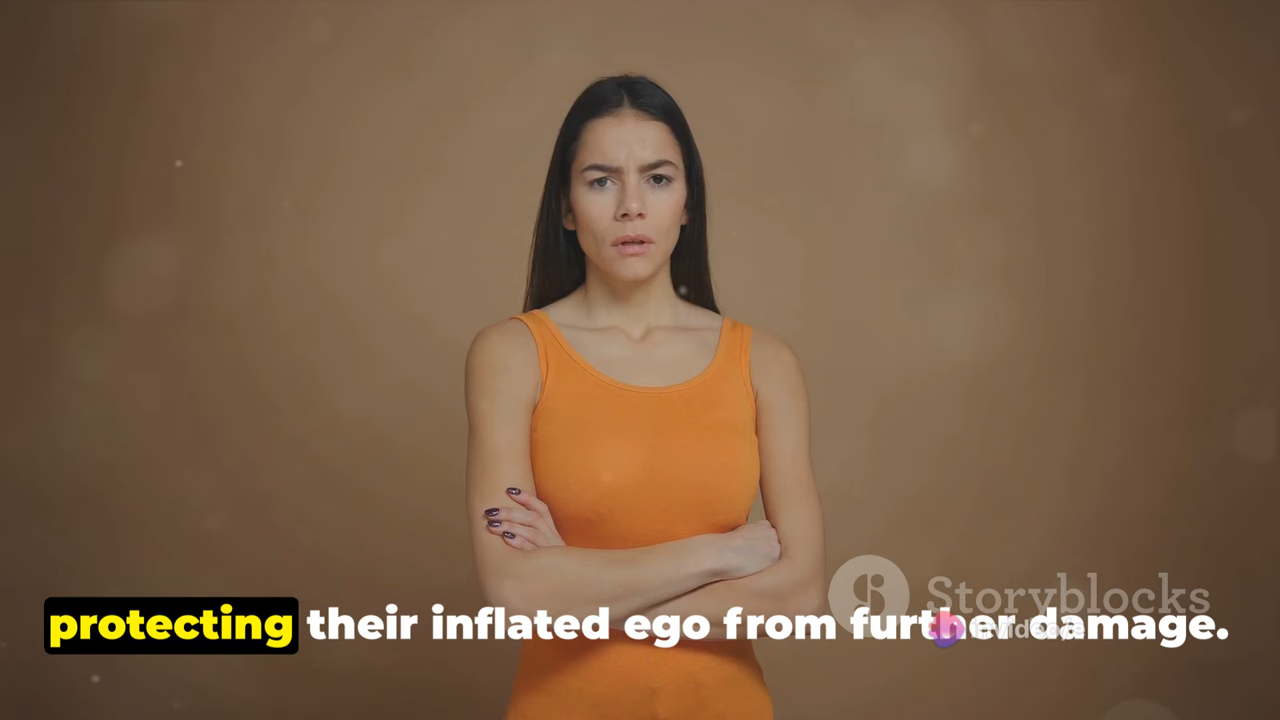 Storyblocks
protecting their inflated ego from further damage.